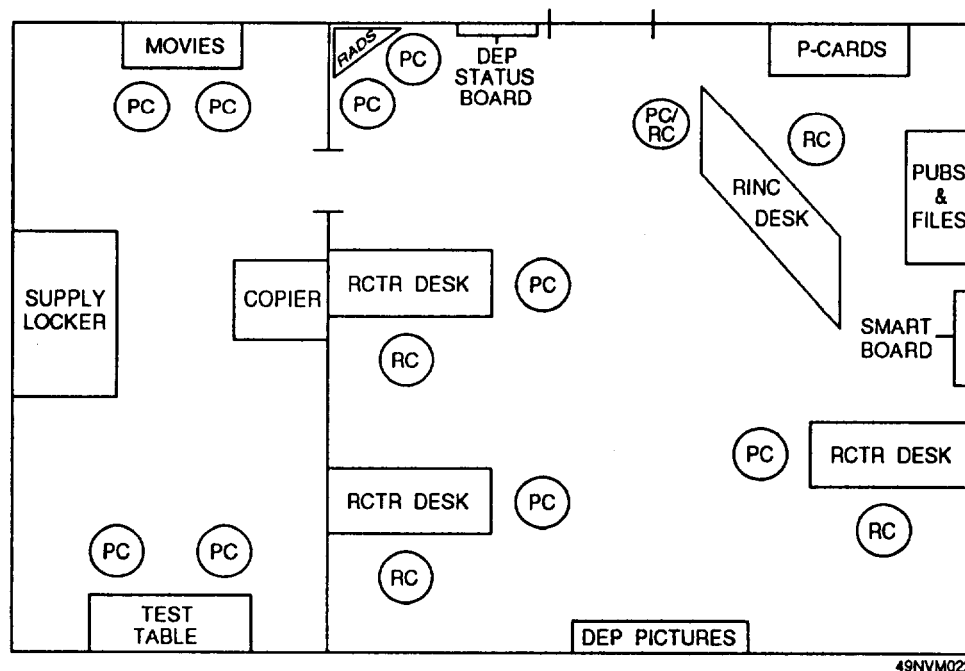 MOVIES
PC
PC
RADS
PC
PC
DEP
STATUS
BOARD
P-CARDS
PC/
RC
RC
RINC
DESK
PUBS
&
FILES
SUPPLY
LOCKER
COPIER
RCTR DESK
PC
RC
SMART
BOARD
RCTR DESK
PC
RC
PC
RCTR DESK
RC
PC
PC
TEST
TABLE
DEP PICTURES
49NVM02